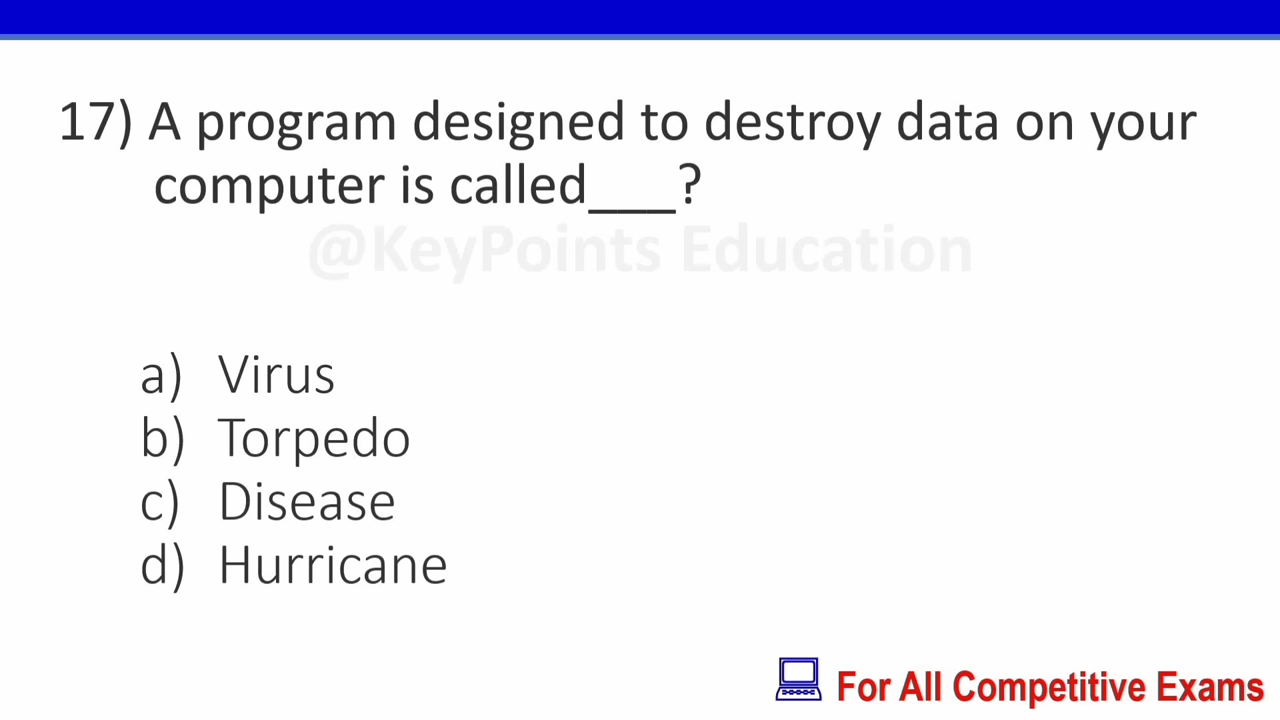 17) A program designed to destroy data on your
computer is called___?
@KeyPoints Education
a) Virus
b) Torpedo
c) Disease
d) Hurricane
For All Competitive Exams